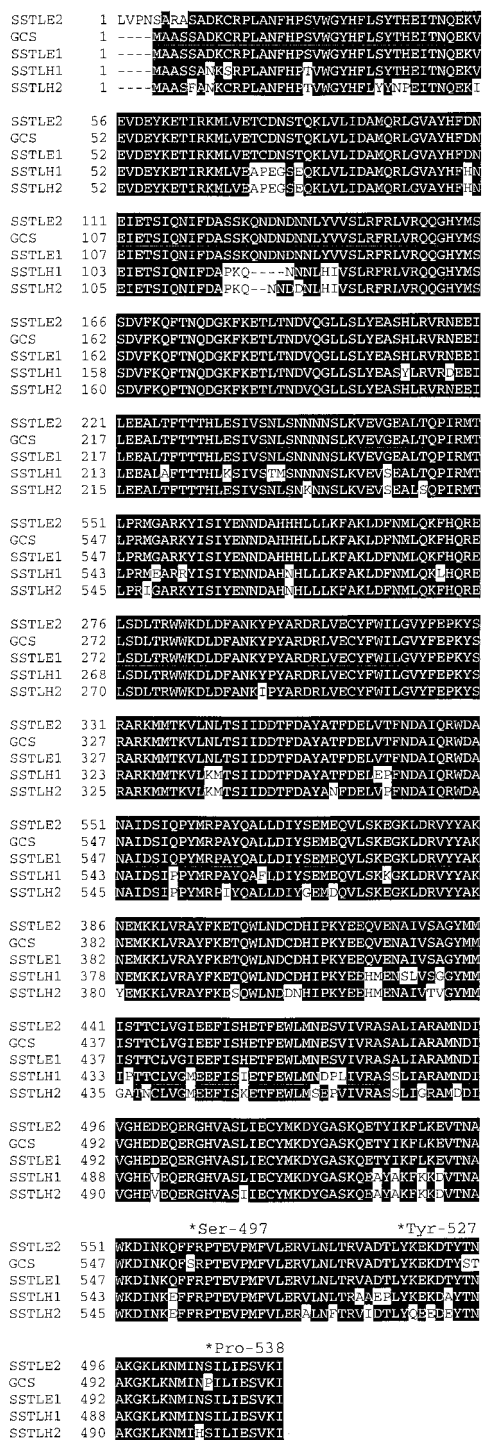 SSTLE2 1 LVPNSARASADKCRPLANFHPSVWGYHFLSYTHEITNQEKV
GCS 1 ----MAASSADKCRPLANFHPSVWGYHFLSYTHEITNQEKV
SSTLE1 1 ----MAASSADKCRPLANFHPSVWGYHFLSYTHEITNQEKV
SSTLH1 1 ----MAASSANKSRPLANFHPTVWGYHFLSYTHEITNQEKV
SSTLH2 1 ----MAASFANKCRPLANFHPTVWGYHFLYYNPEITNQEKI
SSTLE2 56 EVDEYKETIRKMLVETCDNSTQKLVLIDAMQRLGVAYHFDN
GCS 52 EVDEYKETIRKMLVETCDNSTQKLVLIDAMQRLGVAYHFDN
SSTLE1 52 EVDEYKETIRKMLVETCDNSTQKLVLIDAMQRLGVAYHFDN
SSTLH1 52 EVDEYKETIRKMLVEAPEGSEQKLVLIDAMQRLGVAYHFHN
SSTLH2 52 EVDEYKETIRKMLVEAPEGSEQKLVLIDAMQRLGVAYHFDN
SSTLE2 111 EIETSIQNIFDASSKQNDNDNNLYVVSLRFRLVRQQGHYMS
GCS 107 EIETSIQNIFDASSKQNDNDNNLYVVSLRFRLVRQQGHYMS
SSTLE1 107 EIETSIQNIFDASSKQNDNDNNLYVVSLRFRLVRQQGHYMS
SSTLH1 103 EIETSIQNIFDAPKQ----NNNLHIVSLRFRLVRQQGHYMS
SSTLH2 105 EIETSIQNIFDAPKQ--NNDDNLHIVSLRFRLVRQQGHYMS
SSTLE2 166 SDVFKQFTNQDGKFKETLTNDVQGLLSLYEASHLRVRNEEI
GCS 162 SDVFKQFTNQDGKFKETLTNDVQGLLSLYEASHLRVRNEEI
SSTLE1 162 SDVFKQFTNQDGKFKETLTNDVQGLLSLYEASHLRVRNEEI
SSTLH1 158 SDVFKQFTNQDGKFKETLTNDVQGLLSLYEASYLRVRDEEI
SSTLH2 160 SDVFKQFTNQDGKFKETLTNDVQGLLSLYEASHLRVRNEEI
SSTLE2 221 LEEALTFTTTHLESIVSNLSNNNNSLKVEVGEALTQPIRMT
GCS 217 LEEALTFTTTHLESIVSNLSNNNNSLKVEVGEALTQPIRMT
SSTLE1 217 LEEALTFTTTHLESIVSNLSNNNNSLKVEVGEALTQPIRMT
SSTLH1 213 LEEALAFTTTHLKSIVSTMSNNNNSLKVEVSEALTQPIRMT
SSTLH2 215 LEEALTFTTTHLESIVSNLSNKNNSLKVEVSEALSQPIRMT
SSTLE2 551 LPRMGARKYISIYENNDAHHHLLLKFAKLDFNMLQKFHQRE
GCS 547 LPRMGARKYISIYENNDAHHHLLLKFAKLDFNMLQKFHQRE
SSTLE1 547 LPRMGARKYISIYENNDAHHHLLLKFAKLDFNMLQKFHQRE
SSTLH1 543 LPRMEARRYISIYENNDAHNHLLLKFAKLDFNMLQKLHQRE
SSTLH2 545 LPRIGARKYISIYENNDAHHHLLLKFAKLDFNMLQKFHQRE
SSTLE2 276 LSDLTRWWKDLDFANKYPYARDRLVECYFWILGVYFEPKYS
GCS 272 LSDLTRWWKDLDFANKYPYARDRLVECYFWILGVYFEPKYS
SSTLE1 272 LSDLTRWWKDLDFANKYPYARDRLVECYFWILGVYFEPKYS
SSTLH1 268 LSDLTRWWKDLDFANKYPYARDRLVECYFWILGVYFEPKYS
SSTLH2 270 LSDLTRWWKDLDFANKIPYARDRLVECYFWILGVYFEPKYS
SSTLE2 331 RARKMMTKVLNLTSIIDDTFDAYATFDELVTFNDAIQRWDA
GCS 327 RARKMMTKVLNLTSIIDDTFDAYATFDELVTFNDAIQRWDA
SSTLE1 327 RARKMMTKVLNLTSIIDDTFDAYATFDELVTFNDAIQRWDA
SSTLH1 323 RARKMMTKVLKMTSIIDDTFDAYATFDELEPFNDAIQRWDA
SSTLH2 325 RARKMMTKVLKMTSIIDDTFDAYANFDELVPFNDAIQRWDA
SSTLE2 551 NAIDSIQPYMRPAYQALLDIYSEMEQVLSKEGKLDRVYYAK
GCS 547 NAIDSIQPYMRPAYQALLDIYSEMEQVLSKEGKLDRVYYAK
SSTLE1 547 NAIDSIQPYMRPAYQALLDIYSEMEQVLSKEGKLDRVYYAK
SSTLH1 543 NAIDSIPPYMRPAYQAFLDIYSEMEQVLSKKGKLDRVYYAK
SSTLH2 545 NAIDSIPPYMRPIYQALLDIYGEMDQVLSKEGKLDRVYYAK
SSTLE2 386 NEMKKLVRAYFKETQWLNDCDHIPKYEEQVENAIVSAGYMM
GCS 382 NEMKKLVRAYFKETQWLNDCDHIPKYEEQVENAIVSAGYMM
SSTLE1 382 NEMKKLVRAYFKETQWLNDCDHIPKYEEQVENAIVSAGYMM
SSTLH1 378 NEMKKLVRAYFKETQWLNDCDHIPKYEEHMENSLVSGGYMM
SSTLH2 380 YEMKKLVRAYFKESQWLNDDNHIPKYEEHMENAIVTVGYMM
SSTLE2 441 ISTTCLVGIEEFISHETFEWLMNESVIVRASALIARAMNDI
GCS 437 ISTTCLVGIEEFISHETFEWLMNESVIVRASALIARAMNDI
SSTLE1 437 ISTTCLVGIEEFISHETFEWLMNESVIVRASALIARAMNDI
SSTLH1 433 IPTTCLVGMEEFISIETFEWLMNDPLIVRASSLIARAMNDI
SSTLH2 435 GATNCLVGMEEFISKETFEWLMSEPVIVRASSLIGRAMDDI
SSTLE2 496 VGHEDEQERGHVASLIECYMKDYGASKQETYIKFLKEVTNA
GCS 492 VGHEDEQERGHVASLIECYMKDYGASKQETYIKFLKEVTNA
SSTLE1 492 VGHEDEQERGHVASLIECYMKDYGASKQETYIKFLKEVTNA
SSTLH1 488 VGHEVEQERGHVASLIECYMKDYGASKQEAYAKFKKDVTNA
SSTLH2 490 VGHEVEQERGHVASIIECYMKDYGASKQEAYAKFKKDVTNA
*Ser-497 *Tyr-527
SSTLE2 551 WKDINKQFFRPTEVPMFVLERVLNLTRVADTLYKEKDTYTN
GCS 547 WKDINKQFSRPTEVPMFVLERVLNLTRVADTLYKEKDTYST
SSTLE1 547 WKDINKQFFRPTEVPMFVLERVLNLTRVADTLYKEKDTYTN
SSTLH1 543 WKDINKEFFRPTEVPMFVLERVLNLTRAAEPLYKEKDAYTN
SSTLH2 545 WKDINKEFFRPTEVPMFVLERALNFTRVIDTLYQEEDEYTN
*Pro-538
SSTLE2 496 AKGKLKNMINSILIESVKI
GCS 492 AKGKLKNMINPILIESVKI
SSTLE1 492 AKGKLKNMINSILIESVKI
SSTLH1 488 AKGKLKNMINSILIESVKI
SSTLH2 490 AKGKLKNMIHSILIESVKI